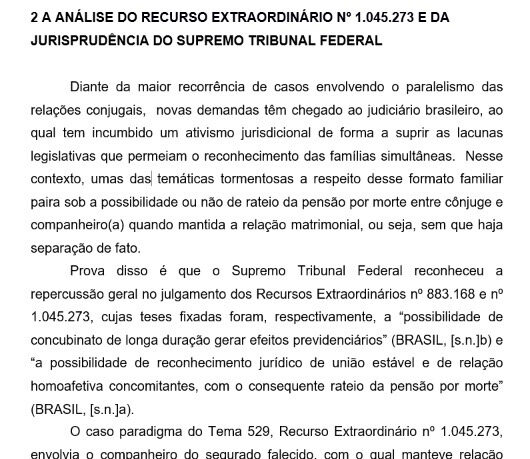 2 A ANÁLISE DO RECURSO EXTRAORDINÁRIO Nº 1.045.273 E DA
JURISPRUDÊNCIA DO SUPREMO TRIBUNAL FEDERAL
Diante da maior recorrência de casos envolvendo o paralelismo das
relações conjugais, novas demandas têm chegado ao judiciário brasileiro, ao
qual tem incumbido um ativismo jurisdicional de forma a suprir as lacunas
legislativas que permeiam o reconhecimento das famílias simultâneas. Nesse
contexto, umas das temáticas tormentosas a respeito desse formato familiar
paira sob a possibilidade ou não de rateio da pensão por morte entre cônjuge e
companheiro(a) quando mantida a relação matrimonial, ou seja, sem que haja
separação de fato.
Prova disso é que o Supremo Tribunal Federal reconheceu a
repercussão geral no julgamento dos Recursos Extraordinários nº 883.168 e nº
1.045.273, cujas teses fixadas foram, respectivamente, a “possibilidade de
concubinato de longa duração gerar efeitos previdenciários” (BRASIL, [s.n.]b) e
“a possibilidade de reconhecimento jurídico de união estável e de relação
homoafetiva concomitantes, com o consequente rateio da pensão por morte”
(BRASIL, [s.n.]a).
O caso paradigma do Tema 529, Recurso Extraordinário nº 1.045.273,
envolvia o companheiro do segurado falecido, com o qual manteve relação